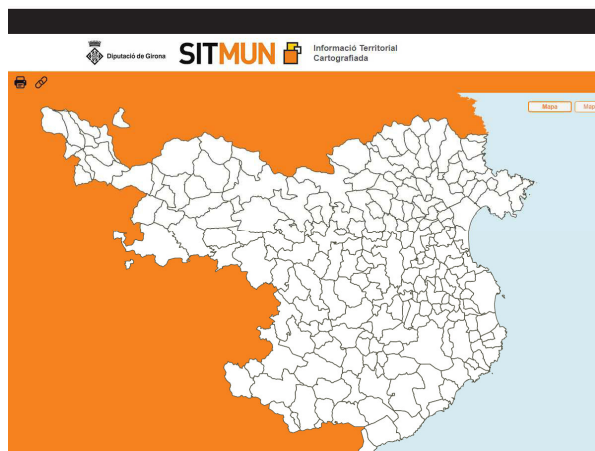 Diputació de Girona
SITMUN
Informació Territorial
Cartografiada
Mapa
Map